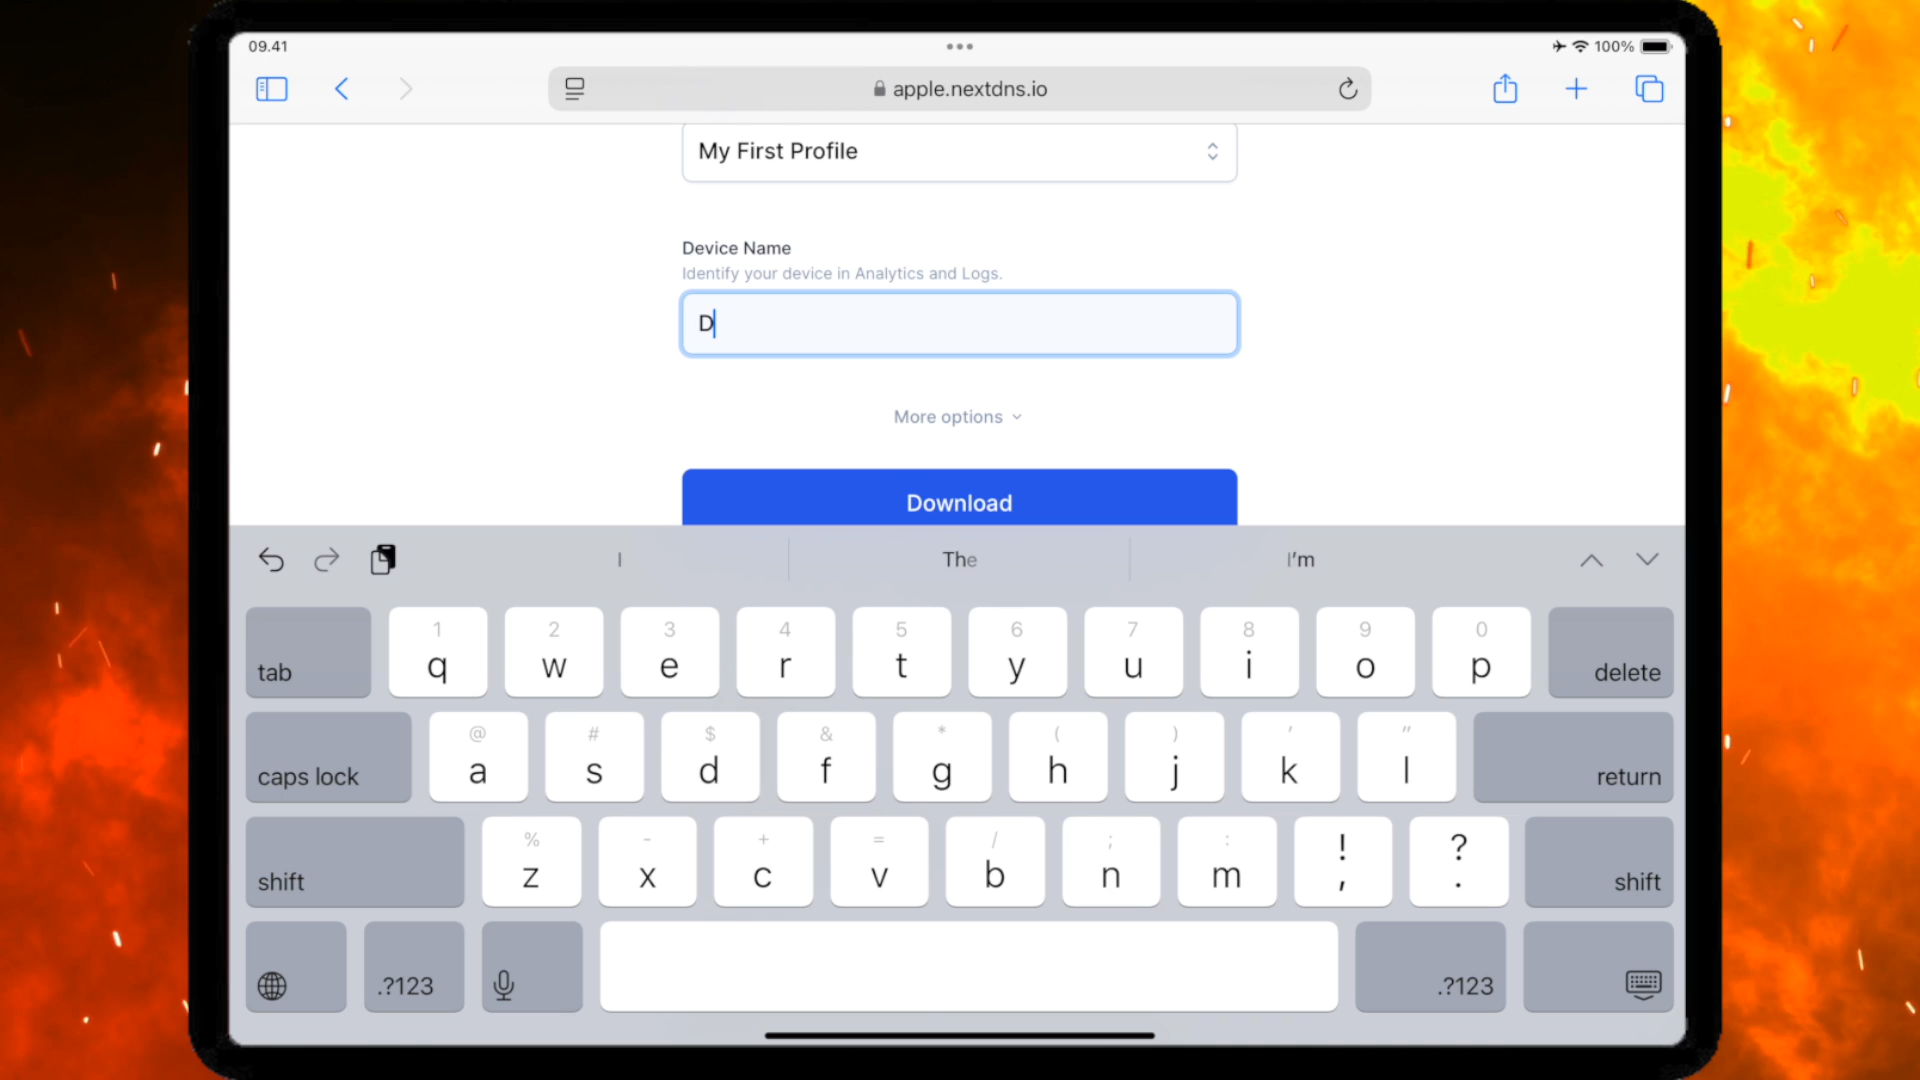 09.41
100%
apple.nextdns.io
My First Profile
Device Name
Identify your device in Analytics and Logs.
D
More options
Download
I The I'm
tab 1 q 2 w 3 e 4 r 5 t 6 y 7 u 8 i 9 o 0 p delete
caps lock @ a # s $ d & f * g ( h ) j ' k " l return
shift % z - x + c = v / b ; n : m ! , ? . shift
.?123 .?123